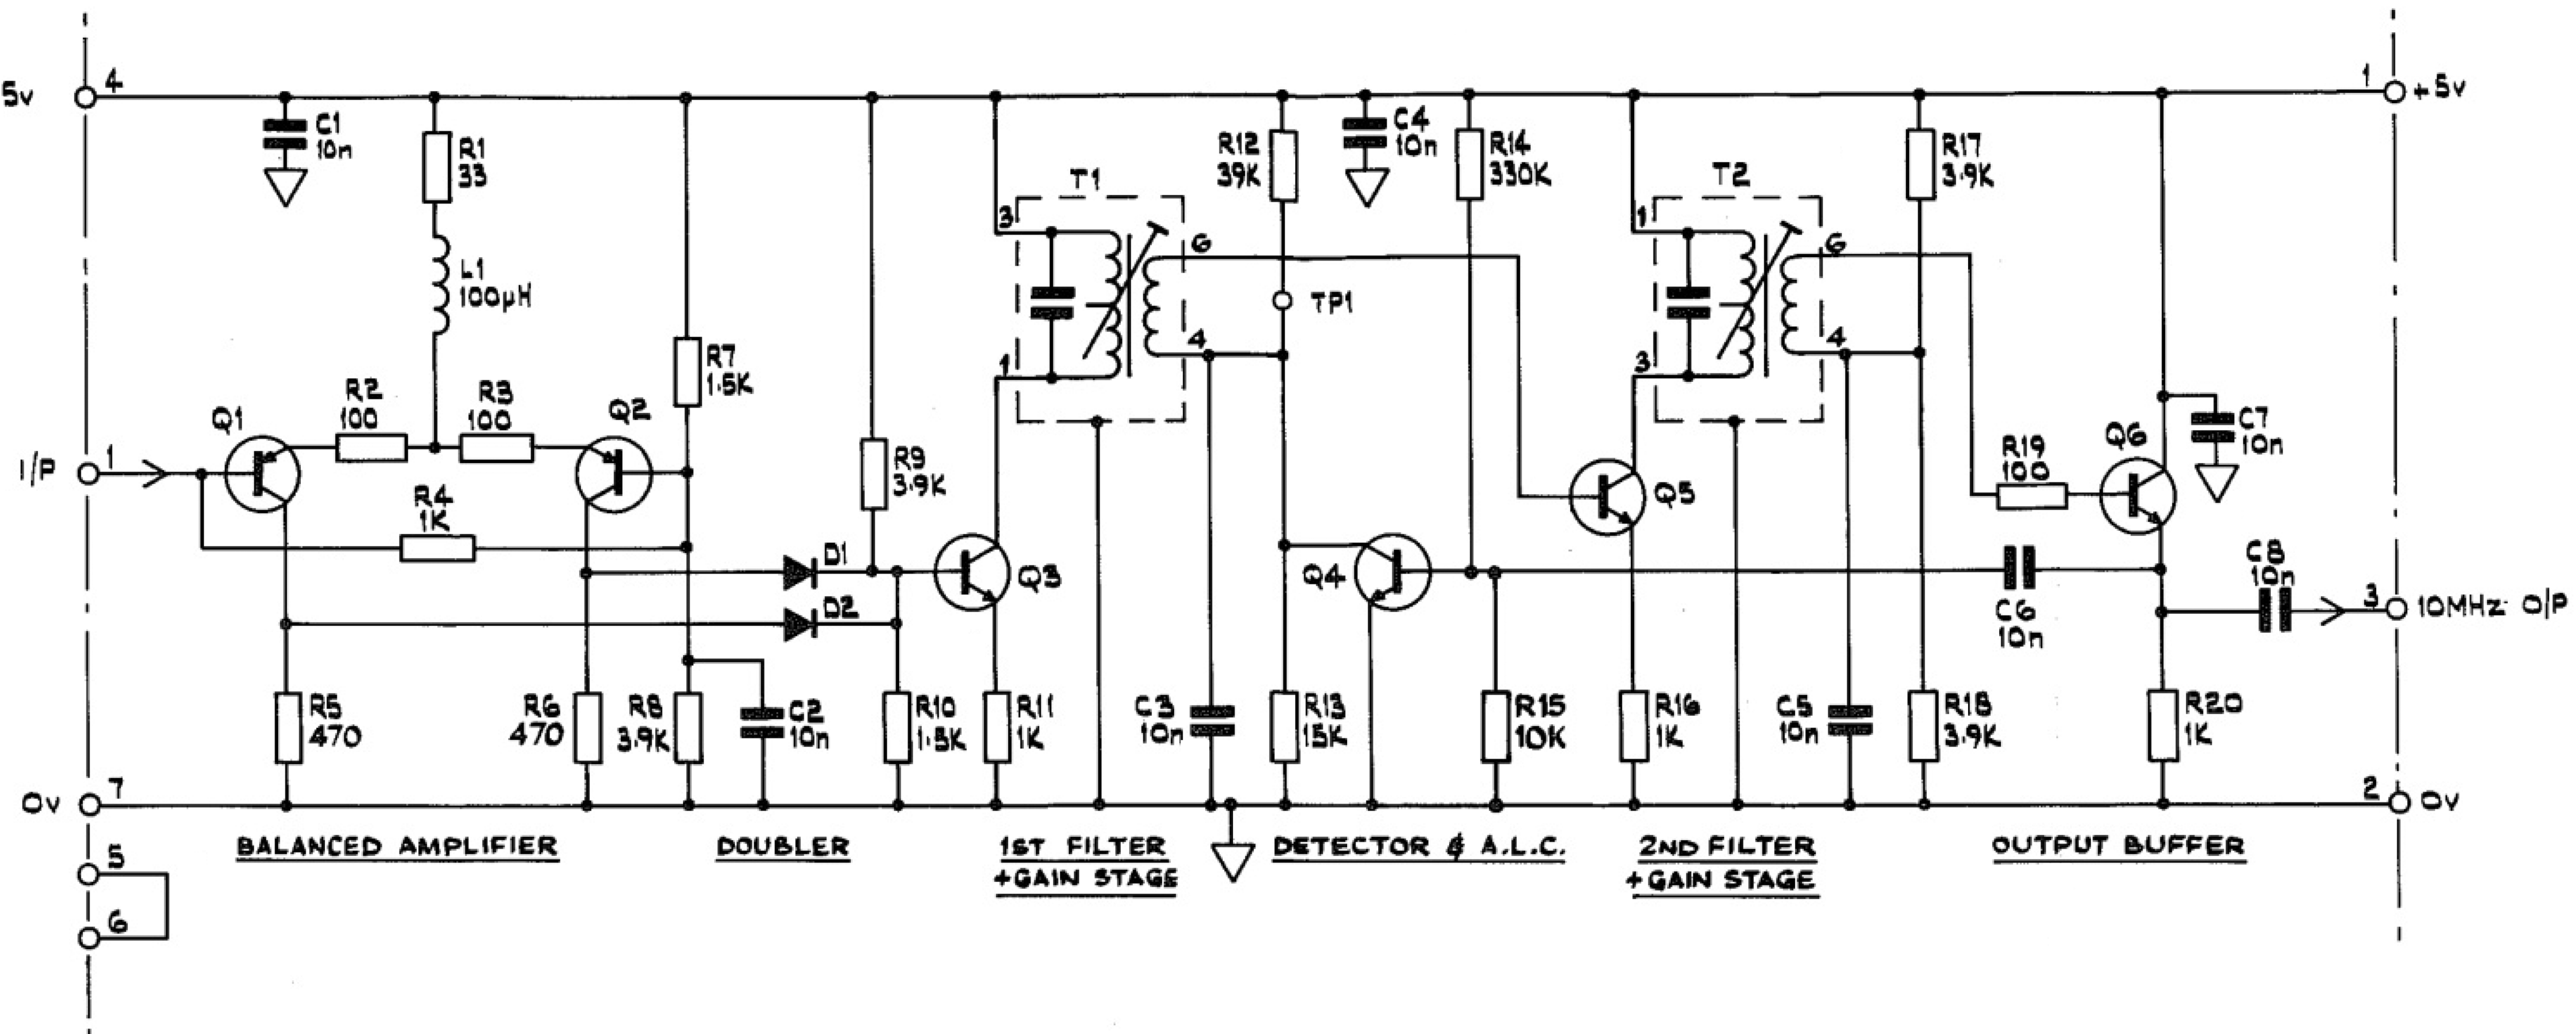 5v
4
C1
10n
R1
33
L1
100µH
R2
100
R3
100
Q1
Q2
R7
1.5K
I/P
1
R4
1K
R9
3.9K
D1
D2
Q3
R5
470
R6
470
R8
3.9K
C2
10n
R10
1.5K
R11
1K
0v
7
5
6
BALANCED AMPLIFIER
DOUBLER
1ST FILTER
+GAIN STAGE
T1
3
1
6
4
R12
39K
TP1
C4
10n
R14
330K
Q4
C3
10n
R13
15K
R15
10K
DETECTOR & A.L.C.
T2
1
3
6
4
Q5
R16
1K
2ND FILTER
+GAIN STAGE
R17
3.9K
C5
10n
R18
3.9K
R19
100
Q6
C7
10n
C6
10n
C8
10n
R20
1K
OUTPUT BUFFER
1
+5v
3
10MHz O/P
2
0v